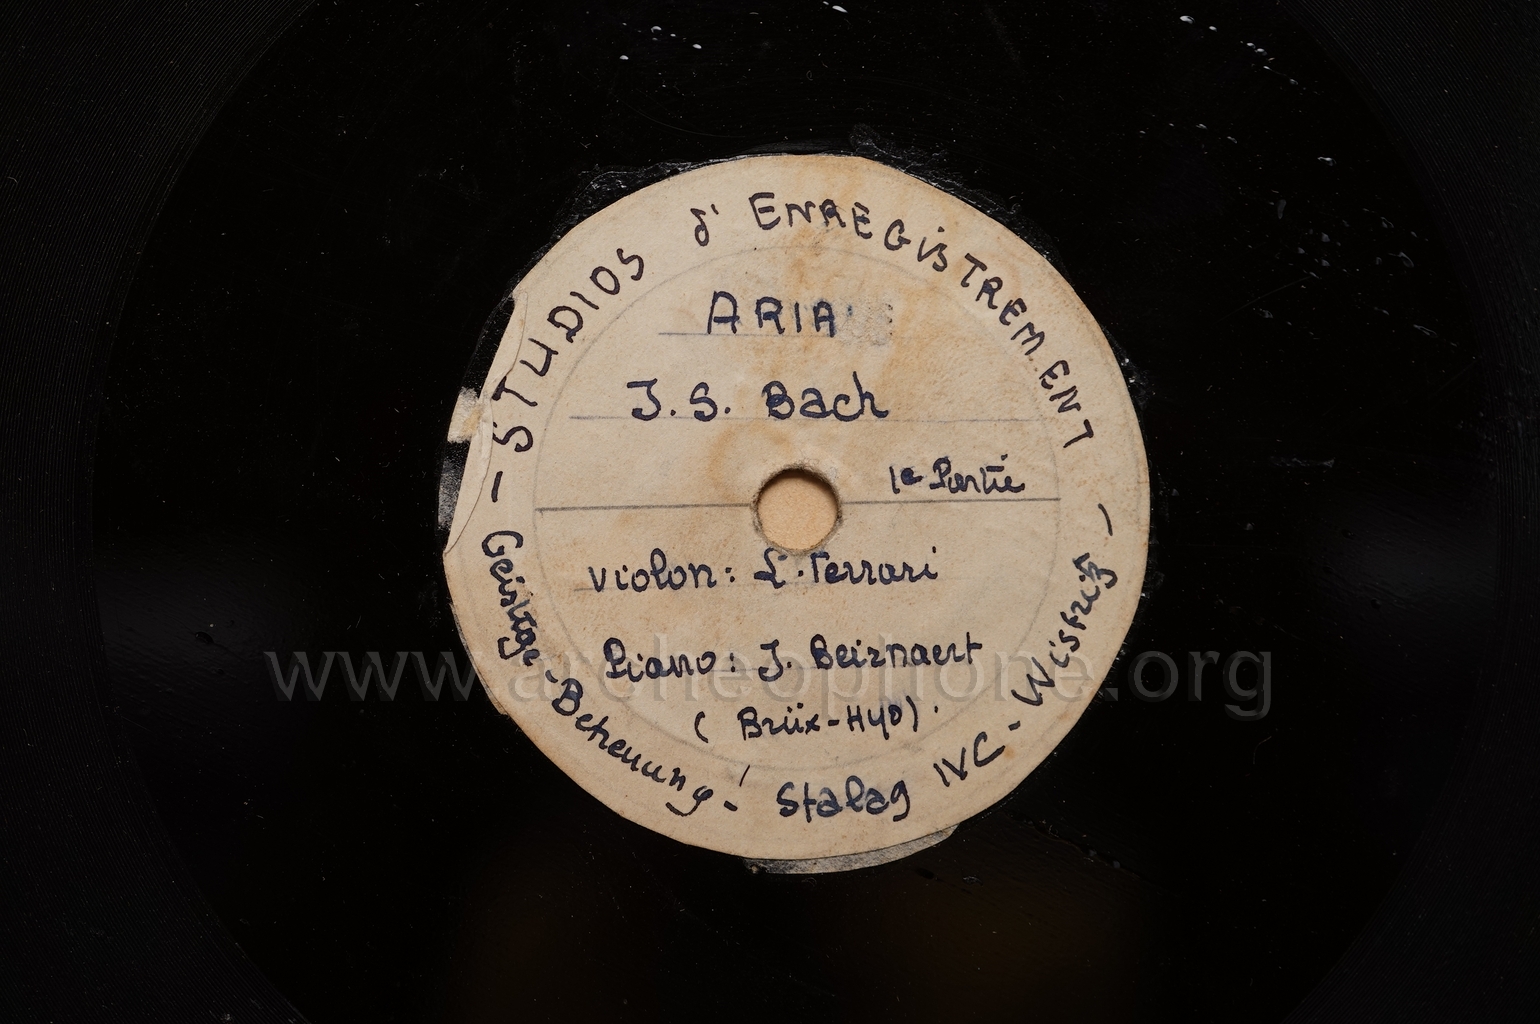 - STUDIOS d' ENREGISTREMENT -
ARIA
J. S. Bach
1e Partie
violon: L. Ferrari
Piano: J. Beirnaert
(Brüx-Hyd).
Geistige-Betreuung- Stalag IVC - Wistritz
www.archeophone.org